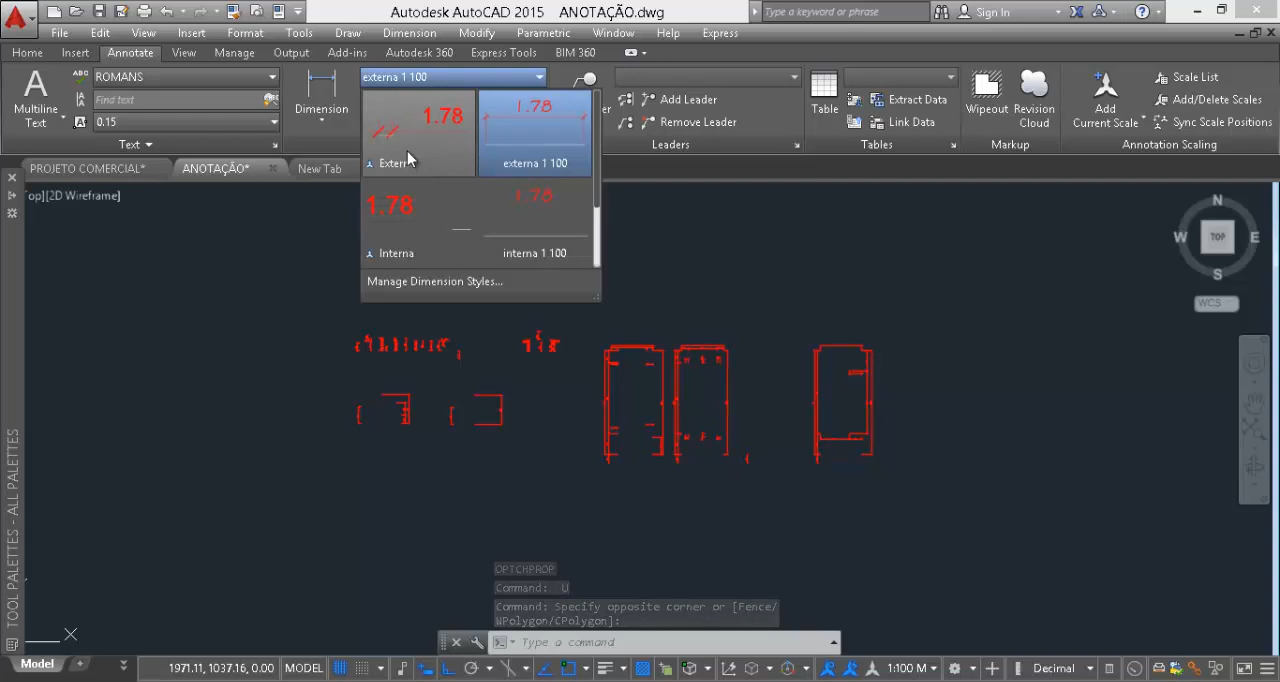 Autodesk AutoCAD 2015 ANOTAÇÃO.dwg
Type a keyword or phrase
Sign In
File Edit View Insert Format Tools Draw Dimension Modify Parametric Window Help Express
Home Insert Annotate View Manage Output Add-ins Autodesk 360 Express Tools BIM 360
ROMANS
externa 1 100
Find text
0.15
Multiline
Text
Dimension
Add Leader
Remove Leader
Table
Extract Data
Link Data
Wipeout
Revision
Cloud
Add
Current Scale
Scale List
Add/Delete Scales
Sync Scale Positions
Text
Leaders
Tables
Markup
Annotation Scaling
1.78
1.78
externa 1 100
1.78
1.78
Interna
interna 1 100
Manage Dimension Styles...
PROJETO COMERCIAL*
ANOTAÇÃO*
New Tab
op][2D Wireframe]
N
W TOP E
S
WCS
TOOL PALETTES - ALL PALETTES
X
OPTCHPROP
Command: U
Command: Specify opposite corner or [Fence/
WPolygon/CPolygon]:
Type a command
Model
1971.11, 1037.16, 0.00 MODEL
1:100 M
Decimal